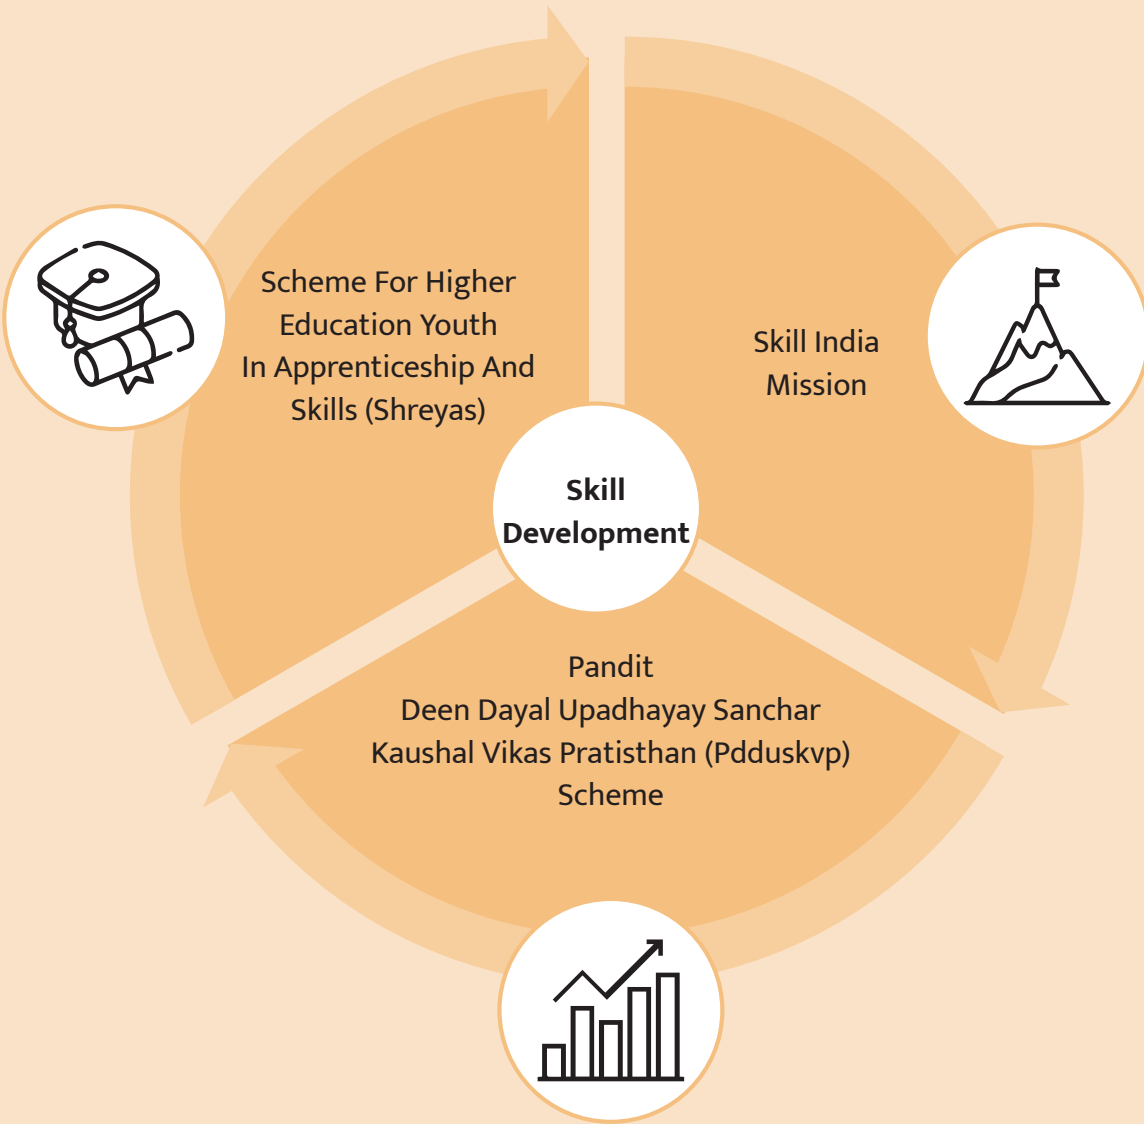 Scheme For Higher
Education Youth
In Apprenticeship And
Skills (Shreyas)
Skill India
Mission
Skill
Development
Pandit
Deen Dayal Upadhayay Sanchar
Kaushal Vikas Pratisthan (Pdduskvp)
Scheme